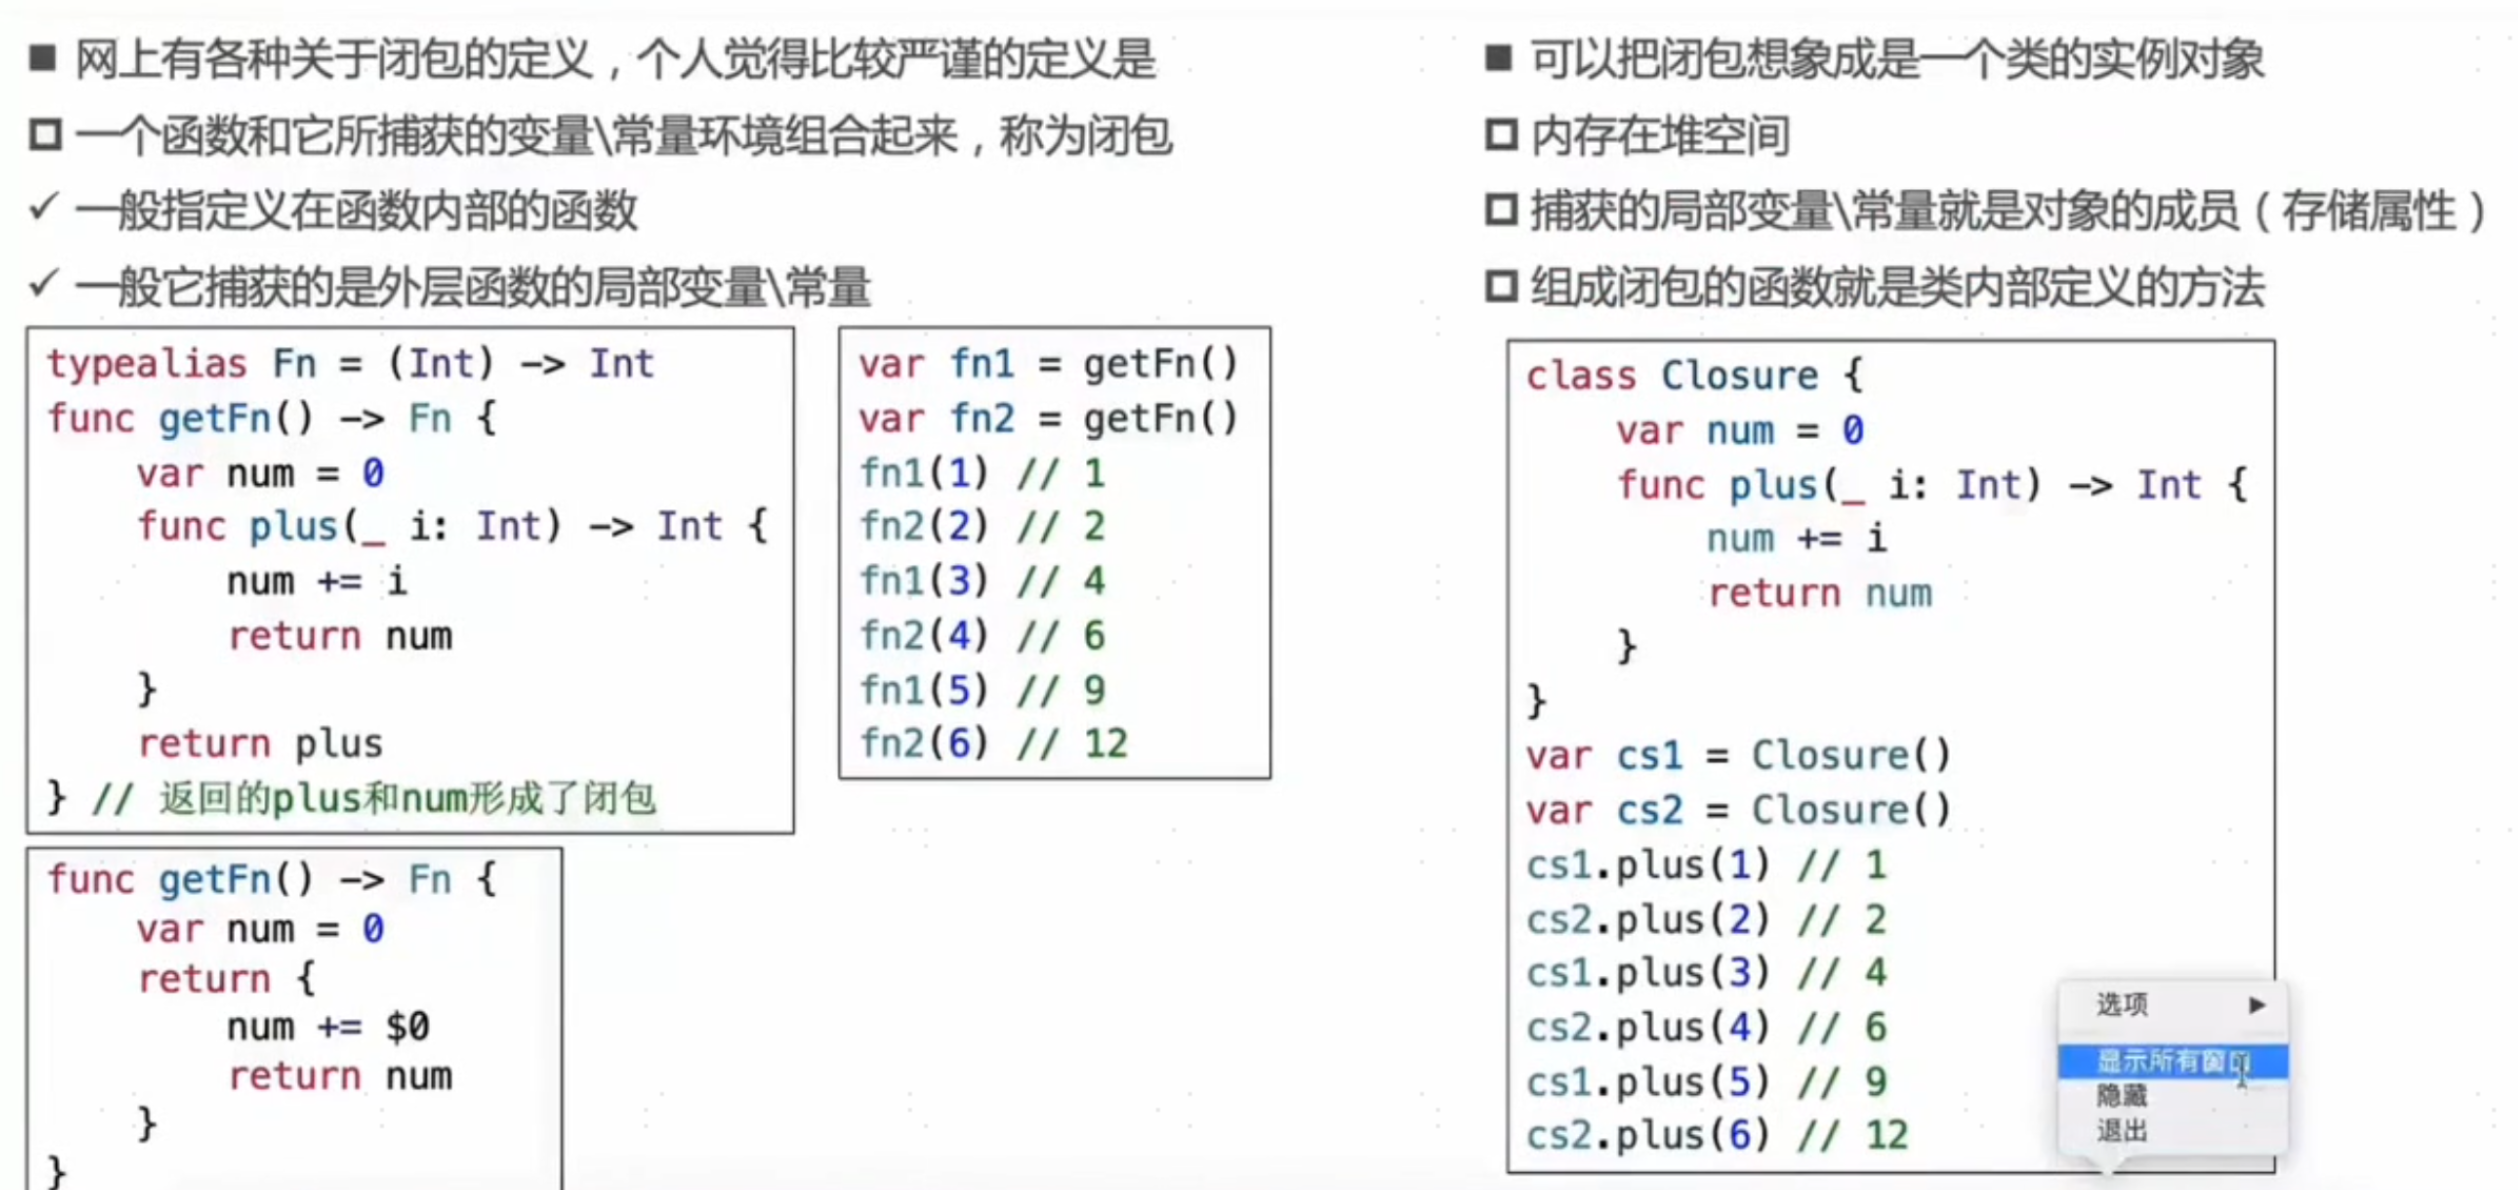 ■ 网上有各种关于闭包的定义，个人觉得比较严谨的定义是
一个函数和它所捕获的变量\常量环境组合起来，称为闭包
✓ 一般指定义在函数内部的函数
✓ 一般它捕获的是外层函数的局部变量\常量
typealias Fn = (Int) -> Int
func getFn() -> Fn {
    var num = 0
    func plus(_ i: Int) -> Int {
        num += i
        return num
    }
    return plus
} // 返回的plus和num形成了闭包
func getFn() -> Fn {
    var num = 0
    return {
        num += $0
        return num
    }
}
var fn1 = getFn()
var fn2 = getFn()
fn1(1) // 1
fn2(2) // 2
fn1(3) // 4
fn2(4) // 6
fn1(5) // 9
fn2(6) // 12
■ 可以把闭包想象成是一个类的实例对象
内存在堆空间
捕获的局部变量\常量就是对象的成员（存储属性）
组成闭包的函数就是类内部定义的方法
class Closure {
    var num = 0
    func plus(_ i: Int) -> Int {
        num += i
        return num
    }
}
var cs1 = Closure()
var cs2 = Closure()
cs1.plus(1) // 1
cs2.plus(2) // 2
cs1.plus(3) // 4
cs2.plus(4) // 6
cs1.plus(5) // 9
cs2.plus(6) // 12
选项 ▶
显示所有窗口
隐藏
退出